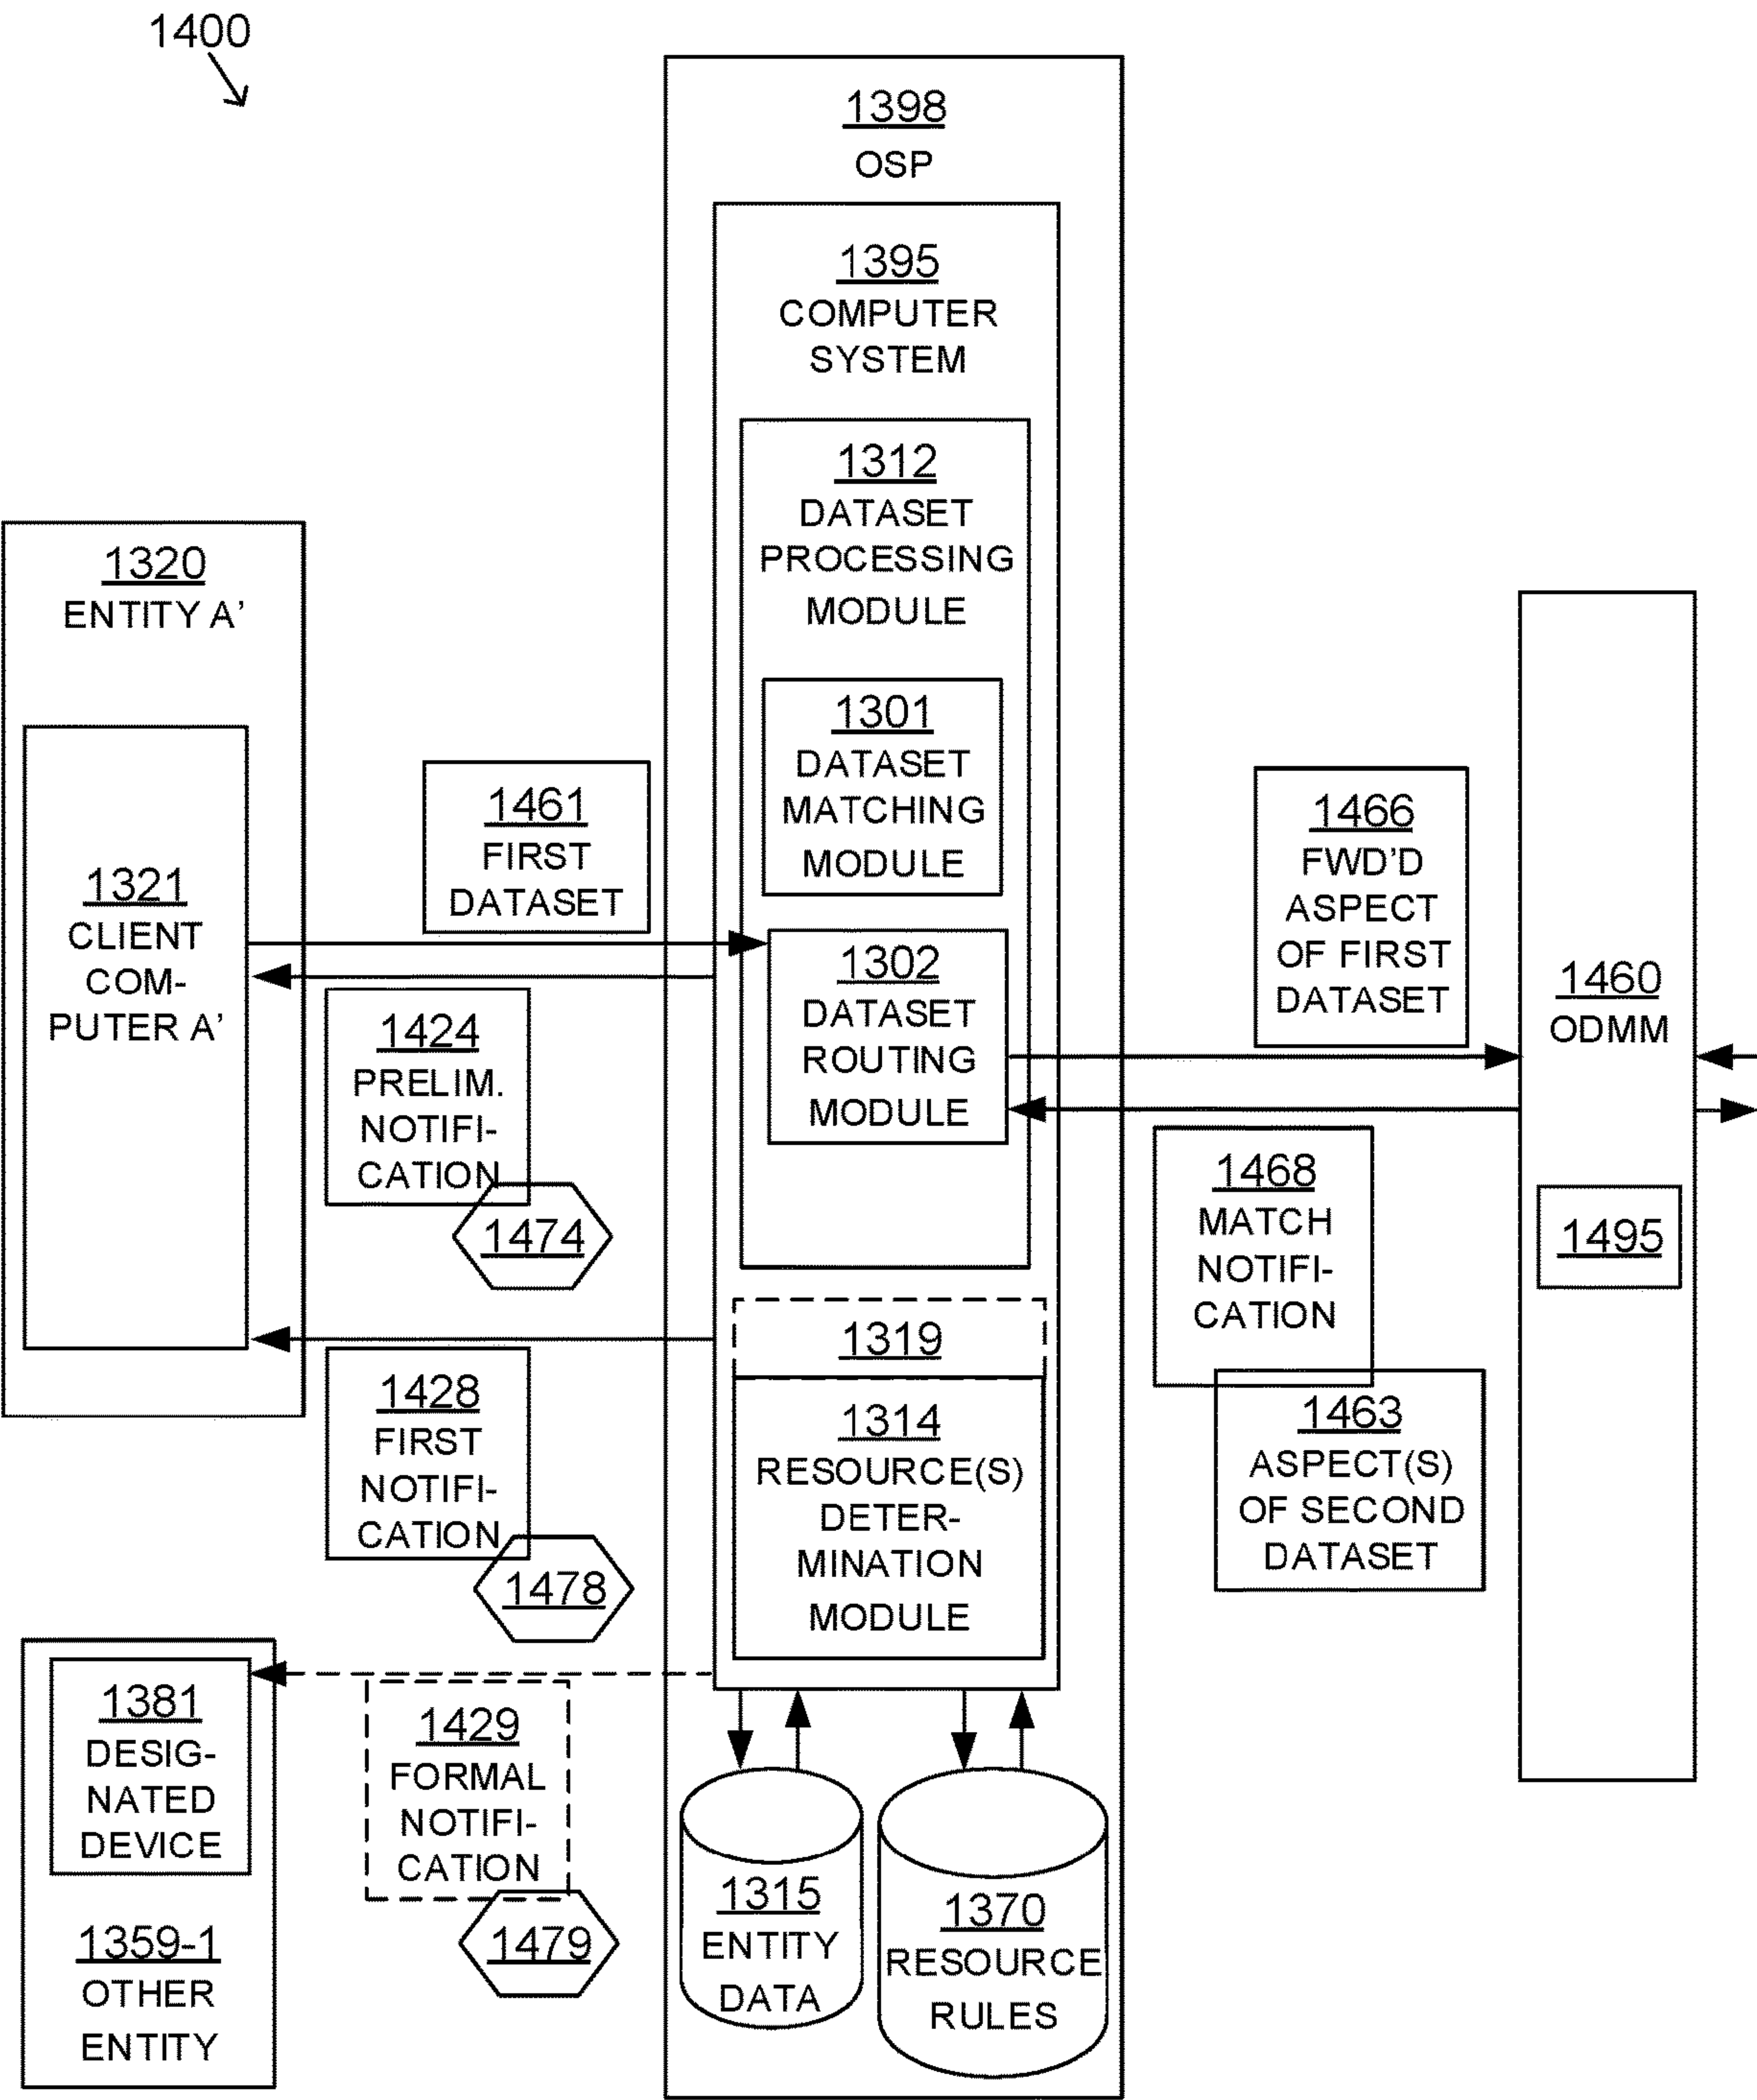 1400
1398
OSP
1395
COMPUTER
SYSTEM
1312
DATASET
PROCESSING
MODULE
1301
DATASET
MATCHING
MODULE
1302
DATASET
ROUTING
MODULE
1319
1314
RESOURCE(S)
DETER-
MINATION
MODULE
1315
ENTITY
DATA
1370
RESOURCE
RULES
1320
ENTITY A’
1321
CLIENT
COM-
PUTER A’
1461
FIRST
DATASET
1424
PRELIM.
NOTIFI-
CATION
1474
1428
FIRST
NOTIFI-
CATION
1478
1381
DESIG-
NATED
DEVICE
1359-1
OTHER
ENTITY
1429
FORMAL
NOTIFI-
CATION
1479
1466
FWD’D
ASPECT
OF FIRST
DATASET
1468
MATCH
NOTIFI-
CATION
1463
ASPECT(S)
OF SECOND
DATASET
1460
ODMM
1495